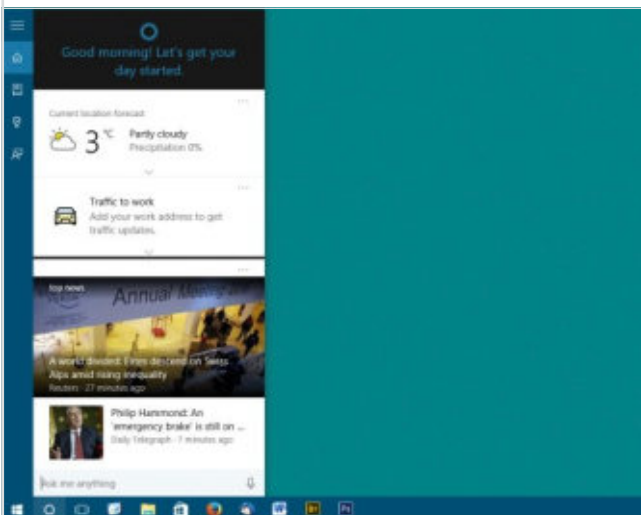 Good morning! Let's get your
day started.
Current location forecast
3 °C
Partly cloudy
Precipitation 0%
Traffic to work
Add your work address to get
traffic updates.
top news
Annual Meeting
A world divided: Elites descend on Swiss
Alps amid rising inequality
Reuters · 27 minutes ago
Philip Hammond: An
'emergency brake' is still on ...
Daily Telegraph · 7 minutes ago
Ask me anything
W
Br
Ps